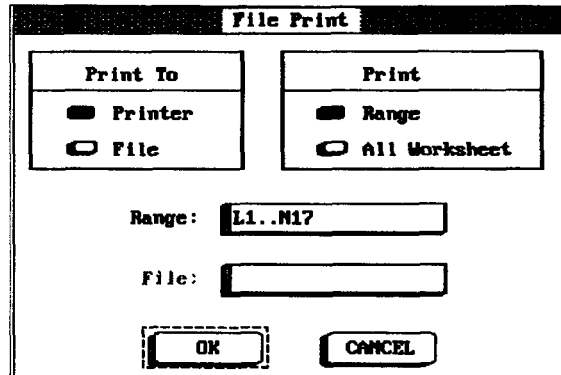 File Print
Print To
Printer
File
Print
Range
All Worksheet
Range: L1..N17
File:
OK CANCEL